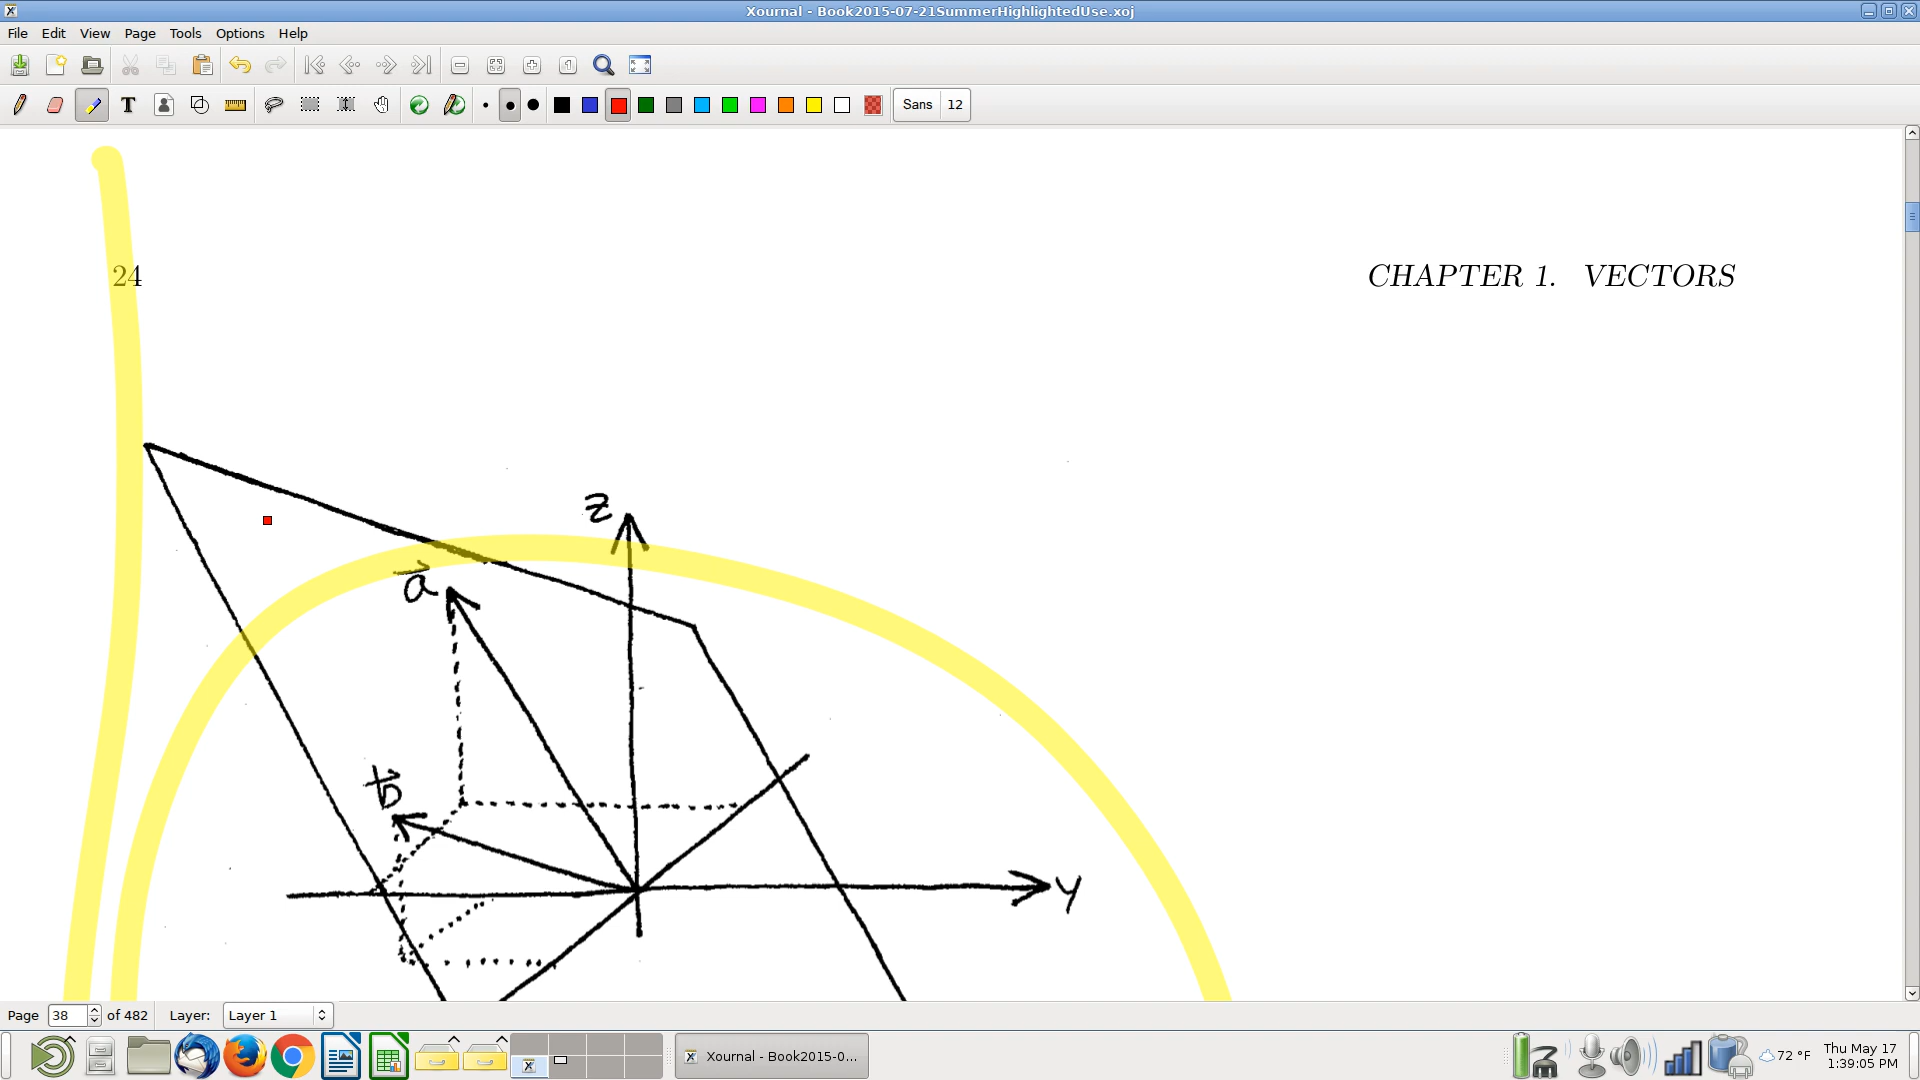 Xournal - Book2015-07-21SummerHighlightedUse.xoj
File Edit View Page Tools Options Help
Sans 12
24 CHAPTER 1. VECTORS
z
a
b
y
Page 38 of 482 Layer: Layer 1
Xournal - Book2015-0...
72 °F
Thu May 17
1:39:05 PM